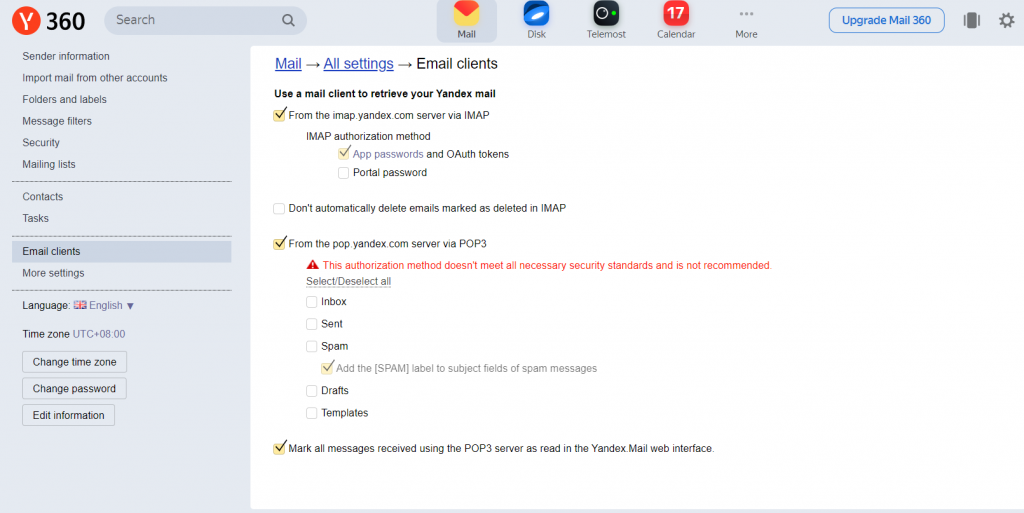 Y 360
Search
Mail
Disk
Telemost
17
Calendar
More
Upgrade Mail 360
Sender information
Import mail from other accounts
Folders and labels
Message filters
Security
Mailing lists
Contacts
Tasks
Email clients
More settings
Language: English ▼
Time zone UTC+08:00
Change time zone
Change password
Edit information
Mail → All settings → Email clients
Use a mail client to retrieve your Yandex mail
From the imap.yandex.com server via IMAP
IMAP authorization method
App passwords and OAuth tokens
Portal password
Don't automatically delete emails marked as deleted in IMAP
From the pop.yandex.com server via POP3
This authorization method doesn't meet all necessary security standards and is not recommended.
Select/Deselect all
Inbox
Sent
Spam
Add the [SPAM] label to subject fields of spam messages
Drafts
Templates
Mark all messages received using the POP3 server as read in the Yandex.Mail web interface.